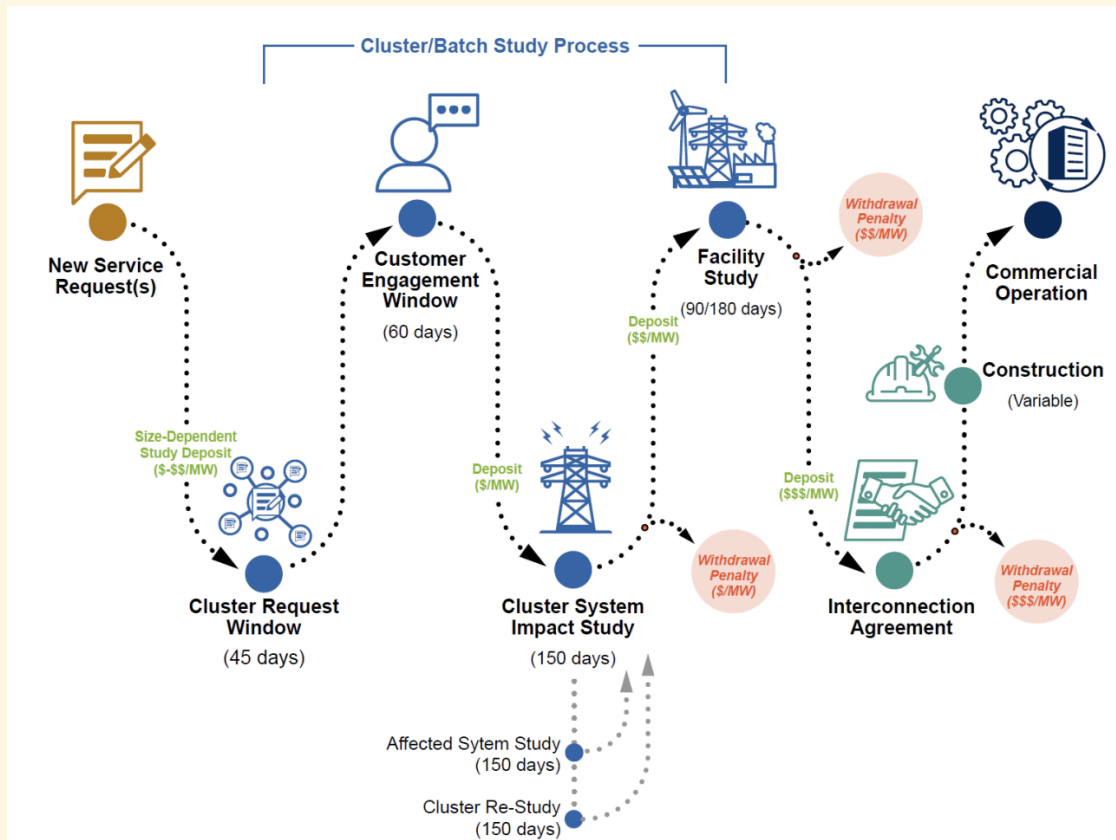 Cluster/Batch Study Process
New Service
Request(s)
Size-Dependent
Study Deposit
($-$$/MW)
Cluster Request
Window
(45 days)
Customer
Engagement
Window
(60 days)
Deposit
($/MW)
Cluster System
Impact Study
(150 days)
Affected Sytem Study
(150 days)
Cluster Re-Study
(150 days)
Withdrawal
Penalty
($/MW)
Deposit
($$/MW)
Facility
Study
(90/180 days)
Withdrawal
Penalty
($$/MW)
Deposit
($$$/MW)
Interconnection
Agreement
Withdrawal
Penalty
($$$/MW)
Construction
(Variable)
Commercial
Operation